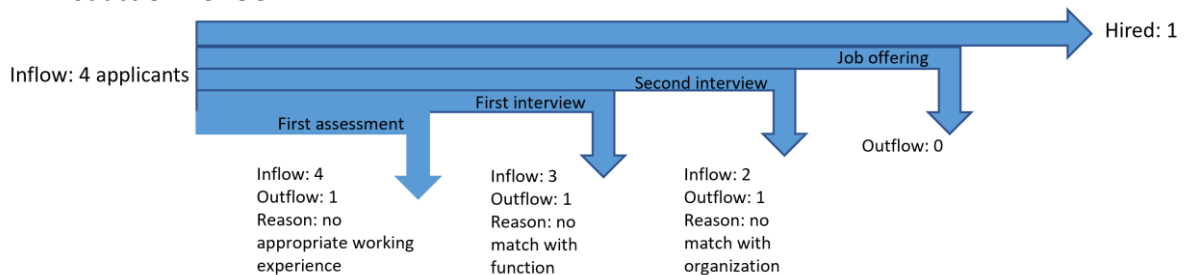 Hired: 1
Inflow: 4 applicants
Job offering
Second interview
First interview
First assessment
Outflow: 0
Inflow: 4
Outflow: 1
Reason: no
appropriate working
experience
Inflow: 3
Outflow: 1
Reason: no
match with
function
Inflow: 2
Outflow: 1
Reason: no
match with
organization